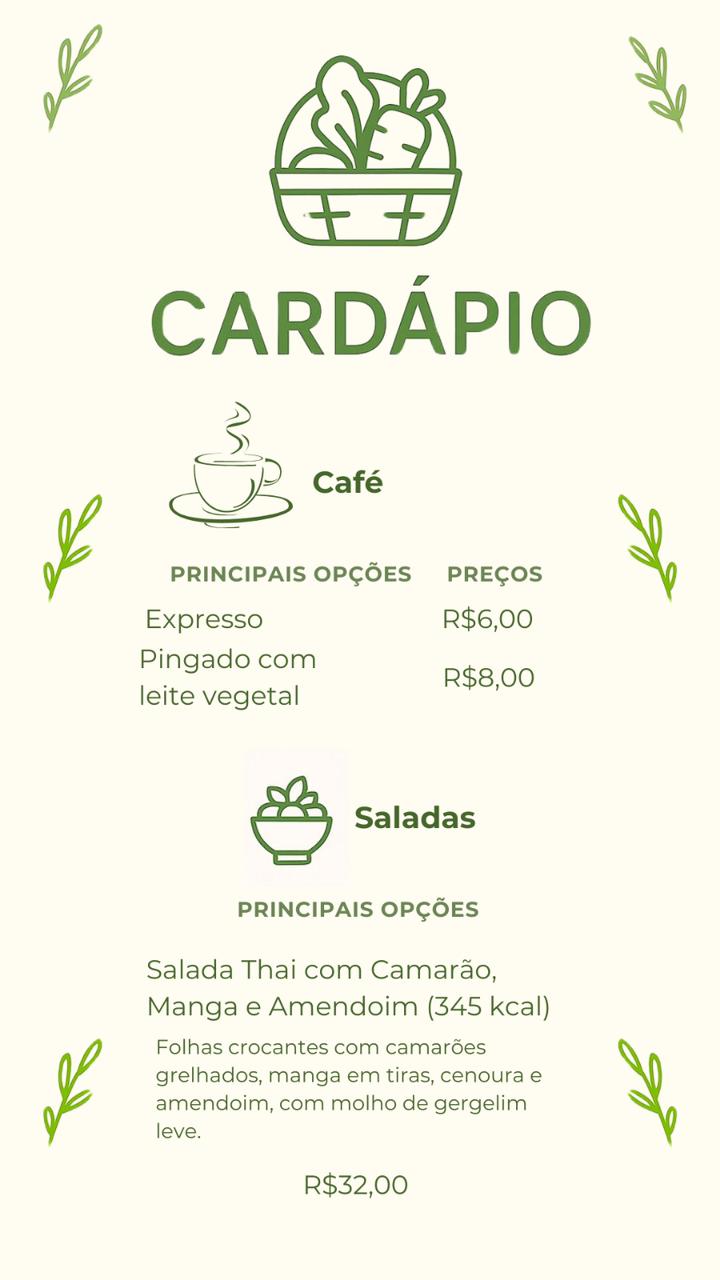 CARDÁPIO
Café
PRINCIPAIS OPÇÕES PREÇOS
Expresso R$6,00
Pingado com
leite vegetal R$8,00
Saladas
PRINCIPAIS OPÇÕES
Salada Thai com Camarão,
Manga e Amendoim (345 kcal)
Folhas crocantes com camarões
grelhados, manga em tiras, cenoura e
amendoim, com molho de gergelim
leve.
R$32,00